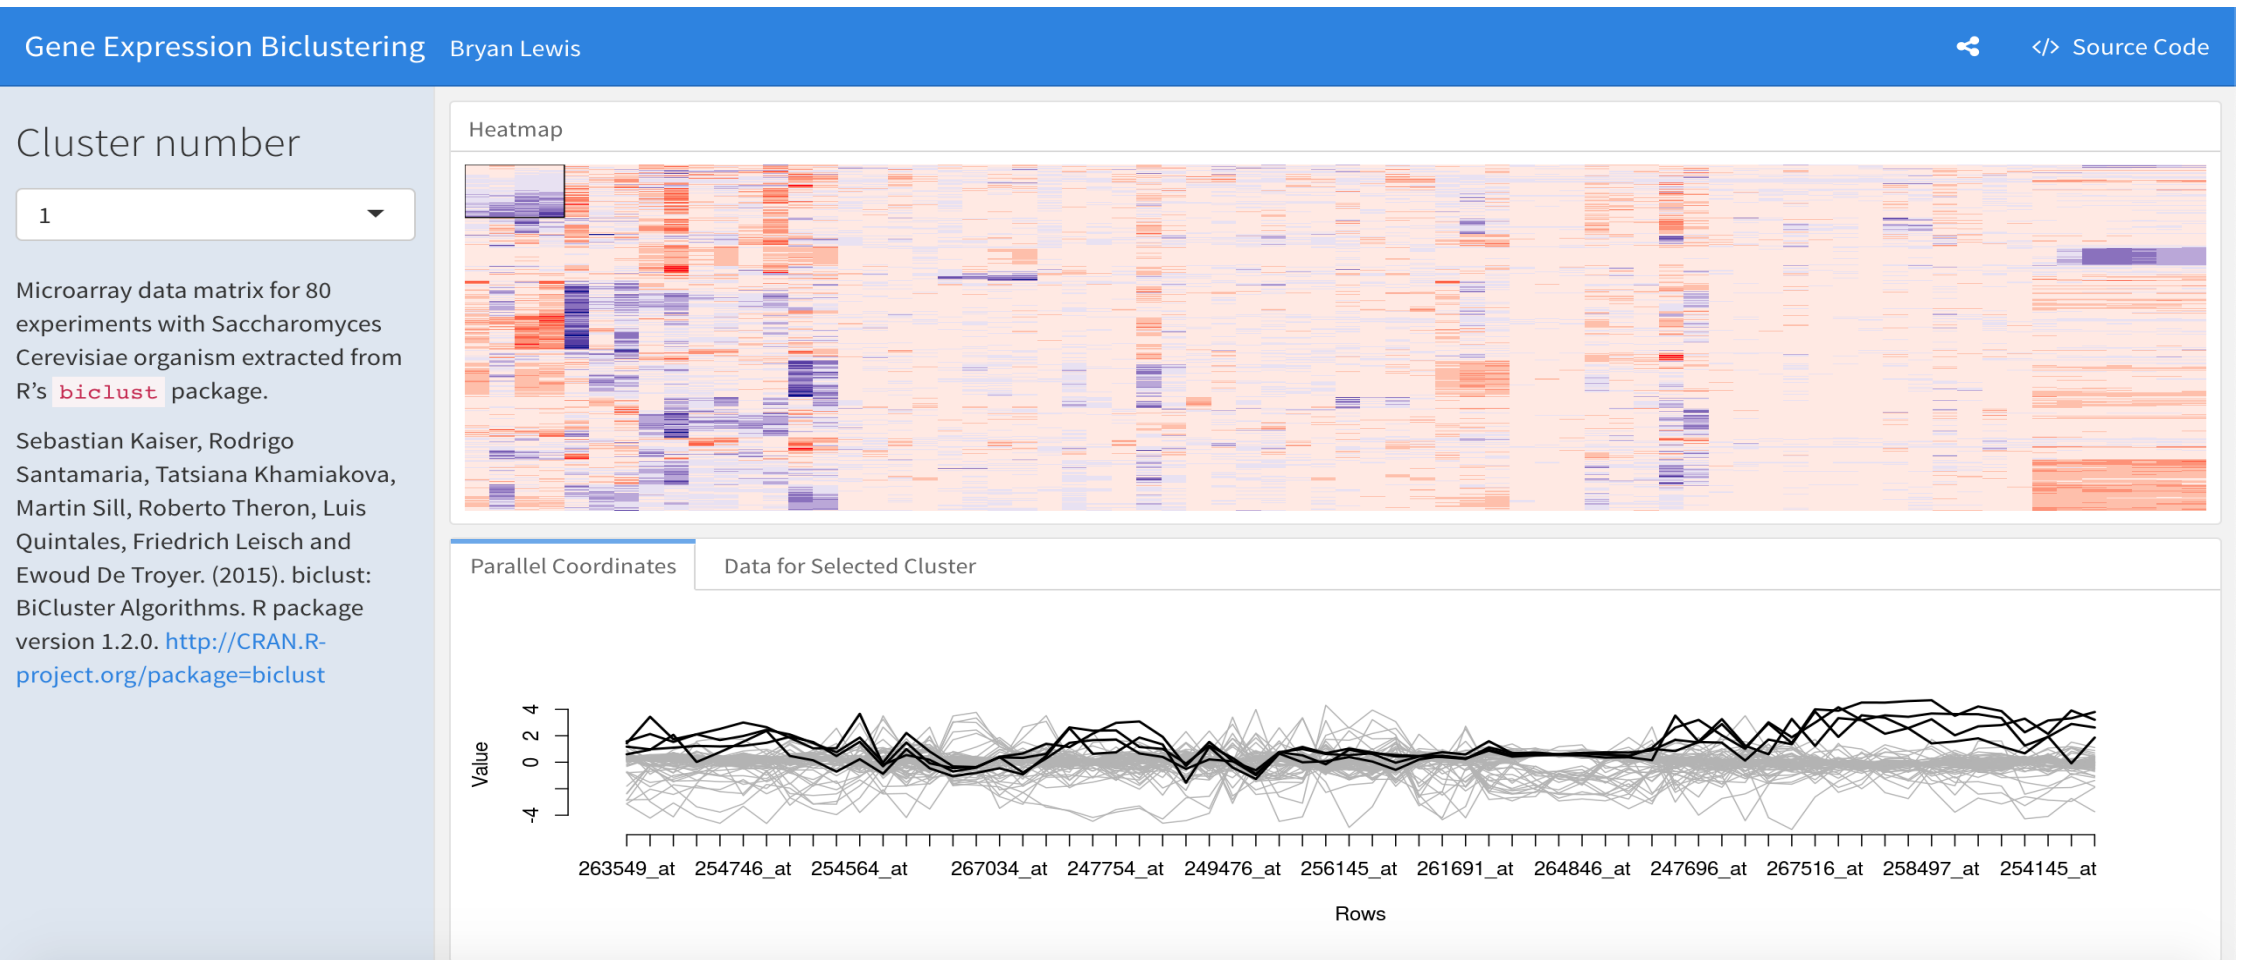 Gene Expression Biclustering Bryan Lewis </> Source Code
Cluster number
1
Microarray data matrix for 80
experiments with Saccharomyces
Cerevisiae organism extracted from
R’s biclust package.
Sebastian Kaiser, Rodrigo
Santamaria, Tatsiana Khamiakova,
Martin Sill, Roberto Theron, Luis
Quintales, Friedrich Leisch and
Ewoud De Troyer. (2015). biclust:
BiCluster Algorithms. R package
version 1.2.0. http://CRAN.R-
project.org/package=biclust
Heatmap
Parallel Coordinates Data for Selected Cluster
Value
4
2
0
-4
263549_at 254746_at 254564_at 267034_at 247754_at 249476_at 256145_at 261691_at 264846_at 247696_at 267516_at 258497_at 254145_at
Rows